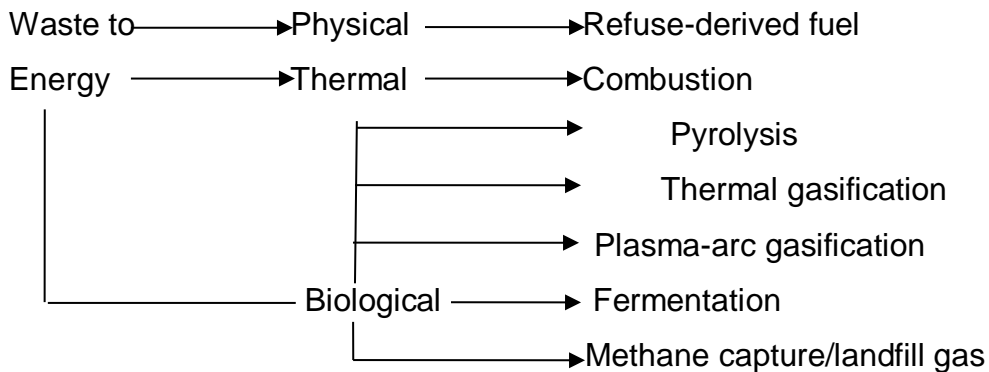 Waste to Physical Refuse-derived fuel
Energy Thermal Combustion
Pyrolysis
Thermal gasification
Plasma-arc gasification
Biological Fermentation
Methane capture/landfill gas